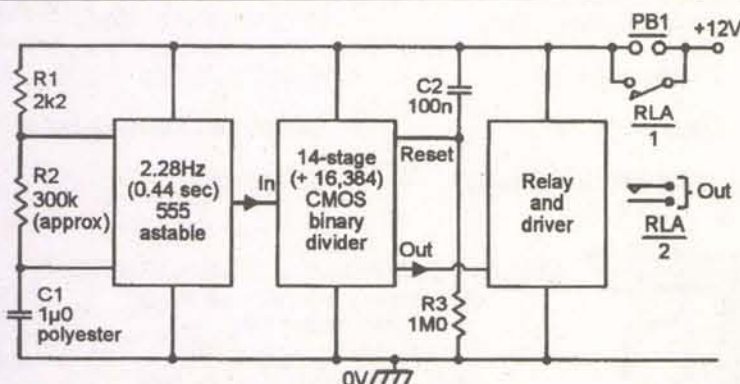 PB1
+12V
R1
2k2
C2
100n
RLA
1
R2
300k
(approx)
2.28Hz
(0.44 sec)
555
astable
In
14-stage
(÷ 16,384)
CMOS
binary
divider
Reset
Out
Relay
and
driver
Out
RLA
2
C1
1µ0
polyester
R3
1M0
0V